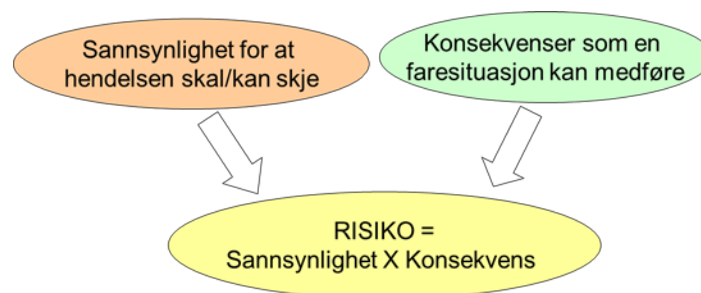 Sannsynlighet for at
hendelsen skal/kan skje
Konsekvenser som en
faresituasjon kan medføre
RISIKO =
Sannsynlighet X Konsekvens